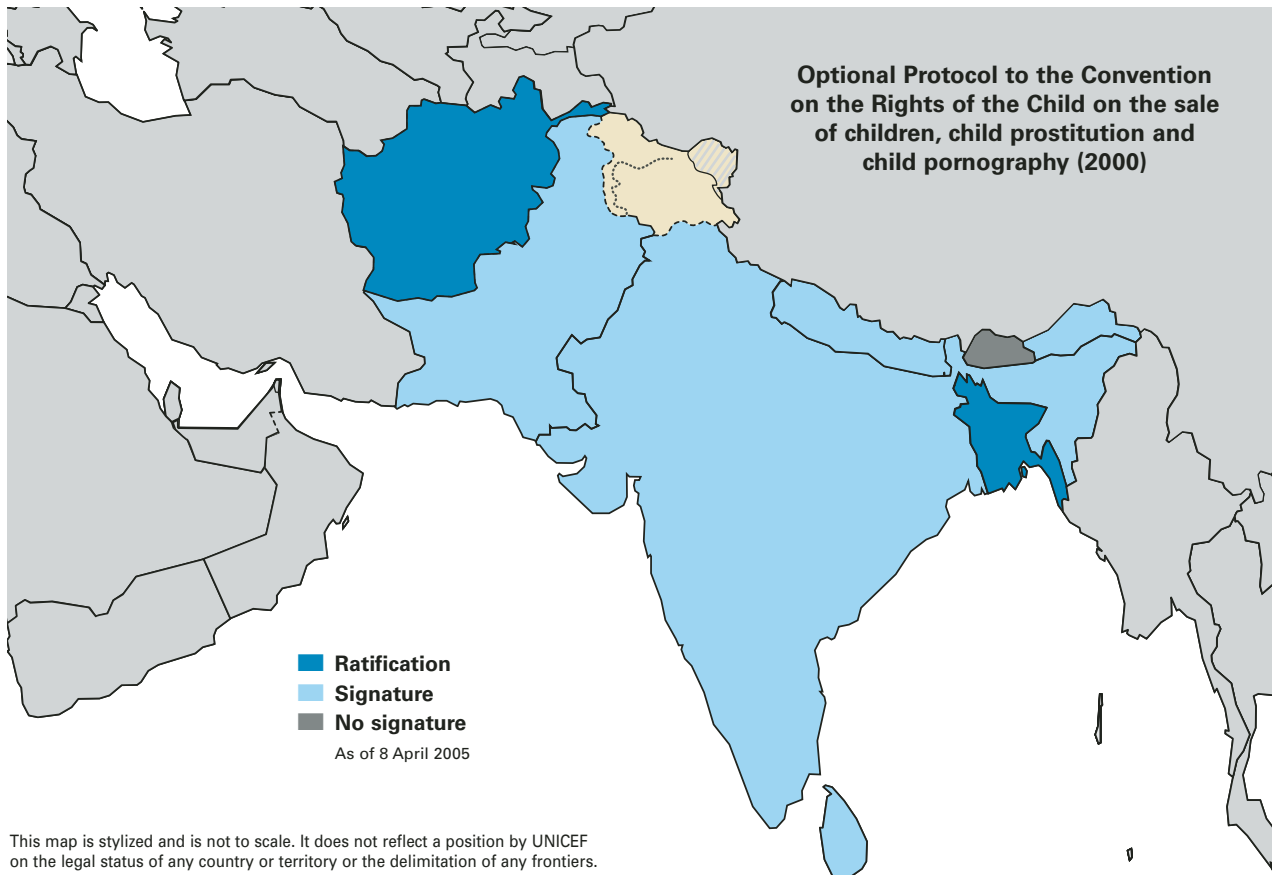 Optional Protocol to the Convention
on the Rights of the Child on the sale
of children, child prostitution and
child pornography (2000)
Ratification
Signature
No signature
As of 8 April 2005
This map is stylized and is not to scale. It does not reflect a position by UNICEF
on the legal status of any country or territory or the delimitation of any frontiers.